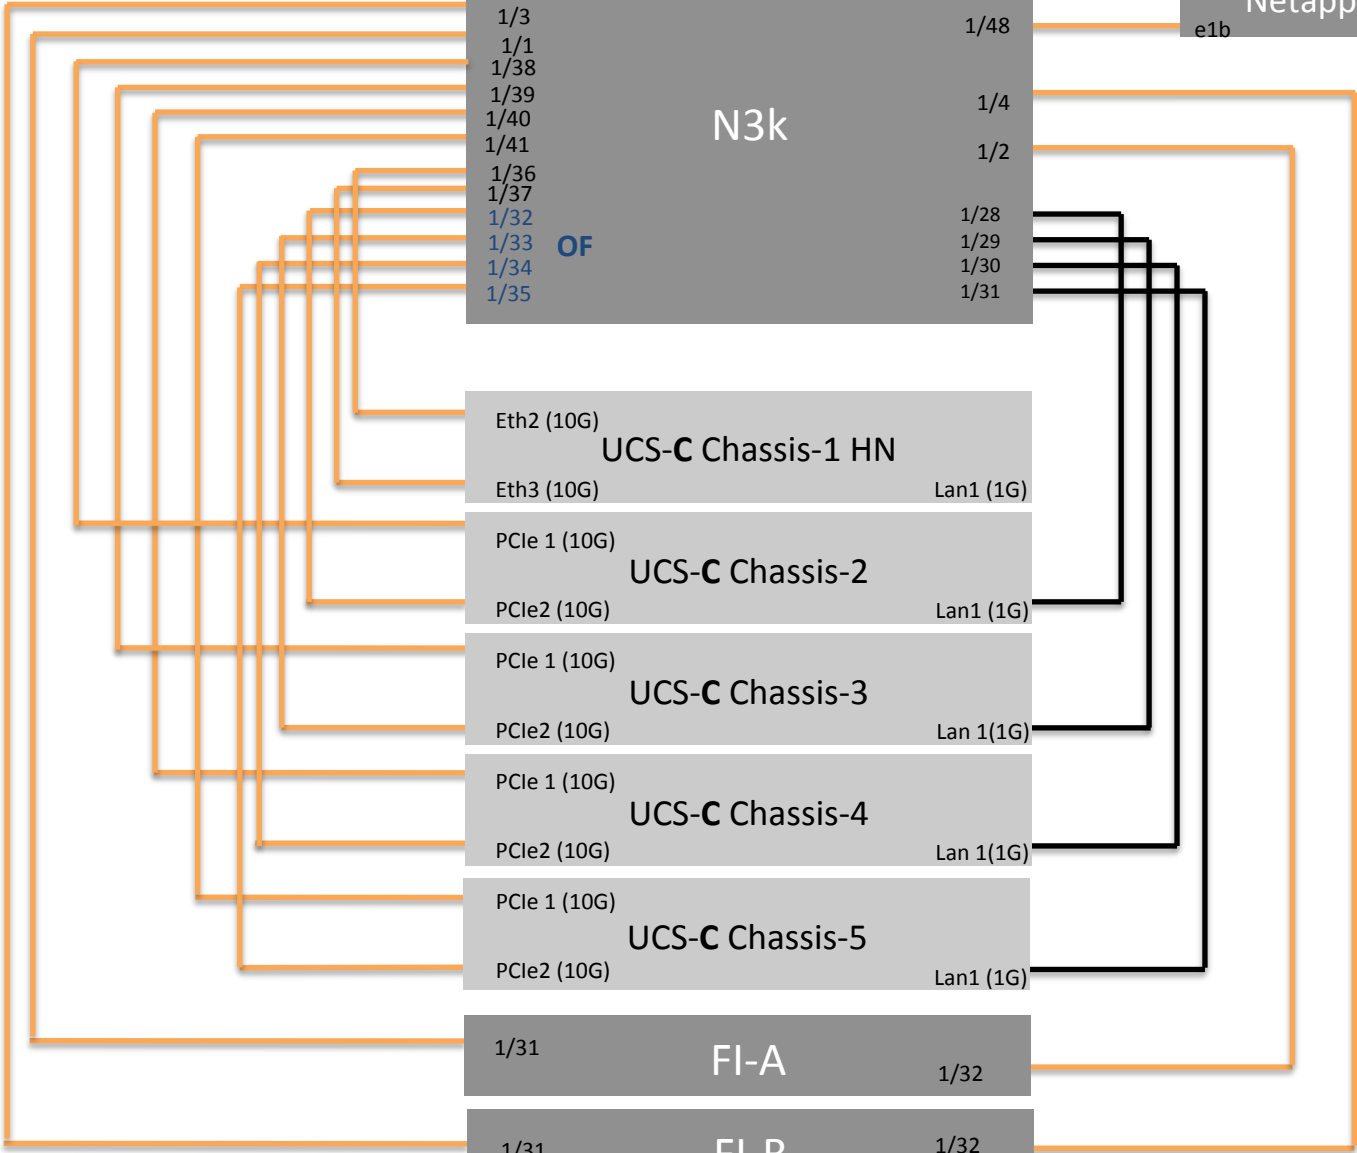 Netapp
e1b
1/3
1/1
1/38
1/39
1/40
1/41
1/36
1/37
1/32
1/33
1/34
1/35
OF
N3k
1/48
1/4
1/2
1/28
1/29
1/30
1/31
Eth2 (10G)
UCS-C Chassis-1 HN
Eth3 (10G)
Lan1 (1G)
PCIe 1 (10G)
UCS-C Chassis-2
PCIe2 (10G)
Lan1 (1G)
PCIe 1 (10G)
UCS-C Chassis-3
PCIe2 (10G)
Lan 1(1G)
PCIe 1 (10G)
UCS-C Chassis-4
PCIe2 (10G)
Lan 1(1G)
PCIe 1 (10G)
UCS-C Chassis-5
PCIe2 (10G)
Lan1 (1G)
1/31
FI-A
1/32
1/31
FI-B
1/32